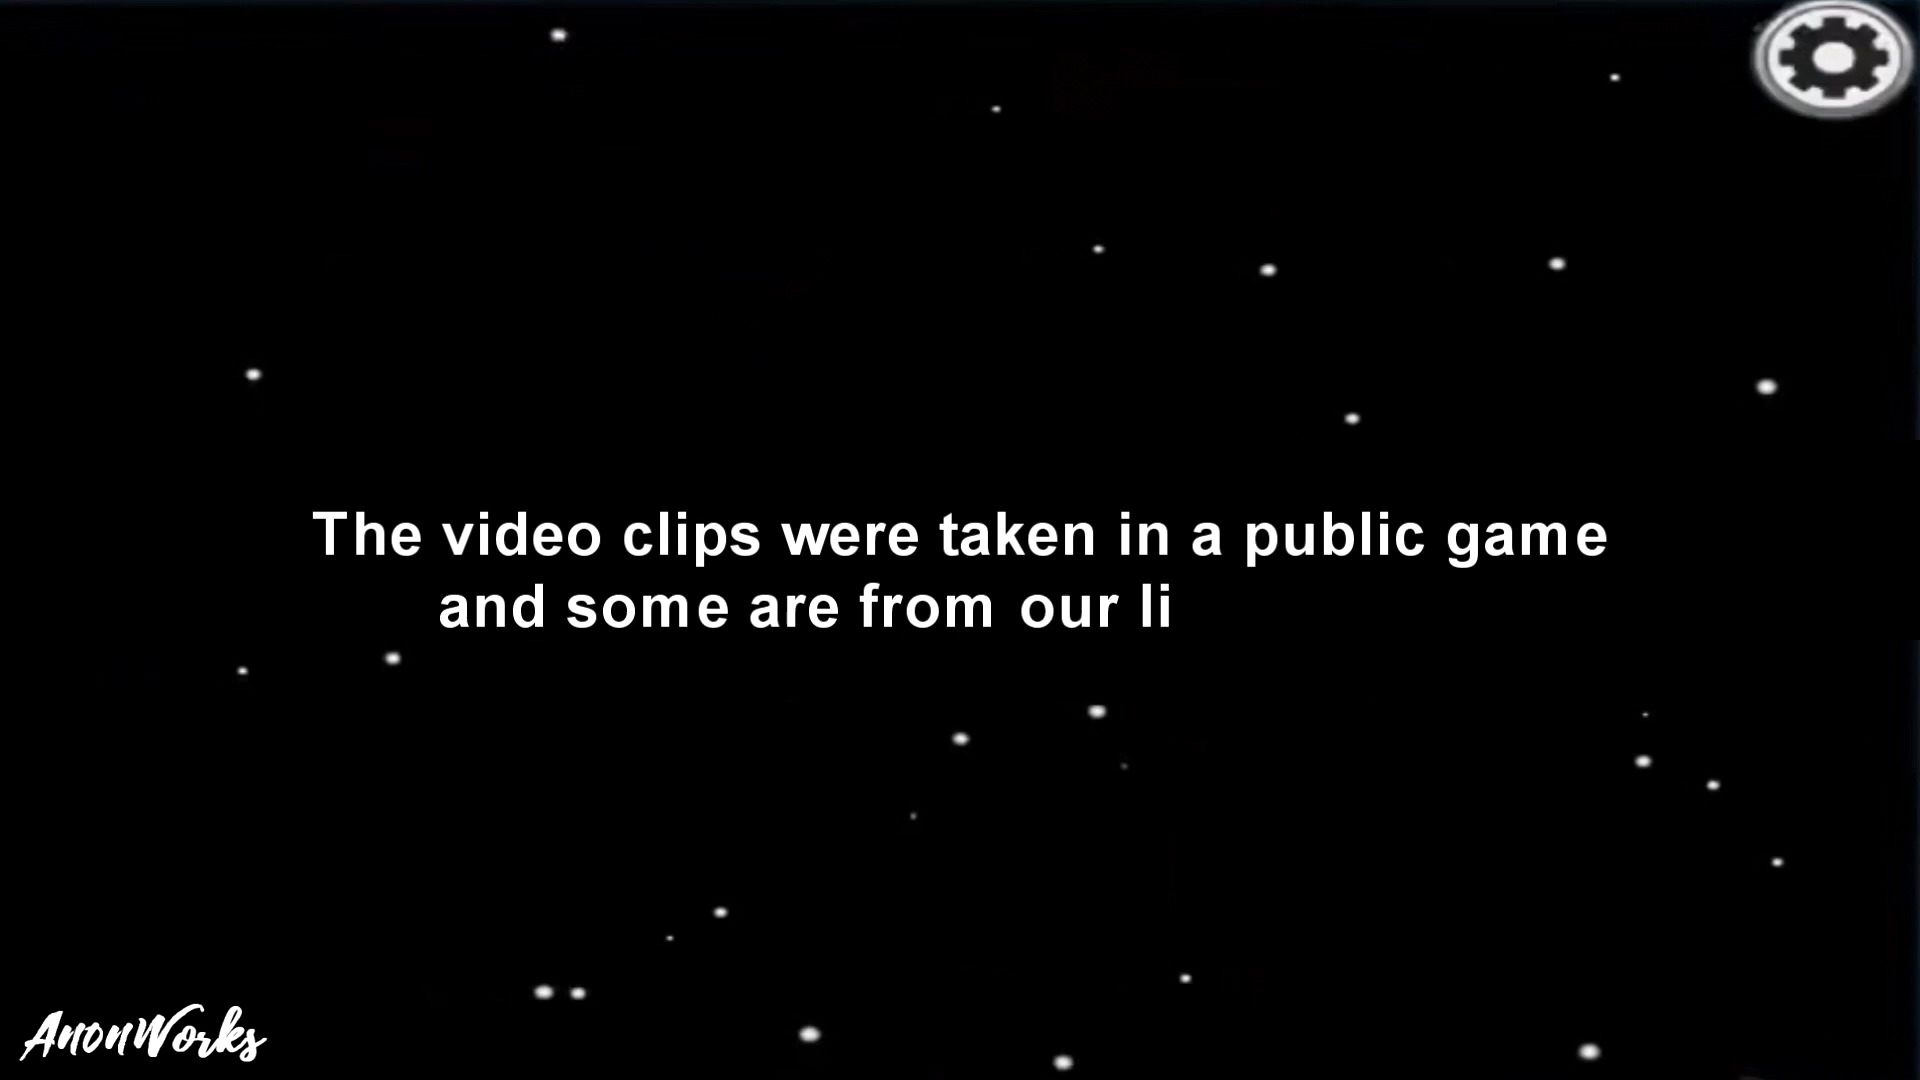 The video clips were taken in a public game
and some are from our li
AnonWorks